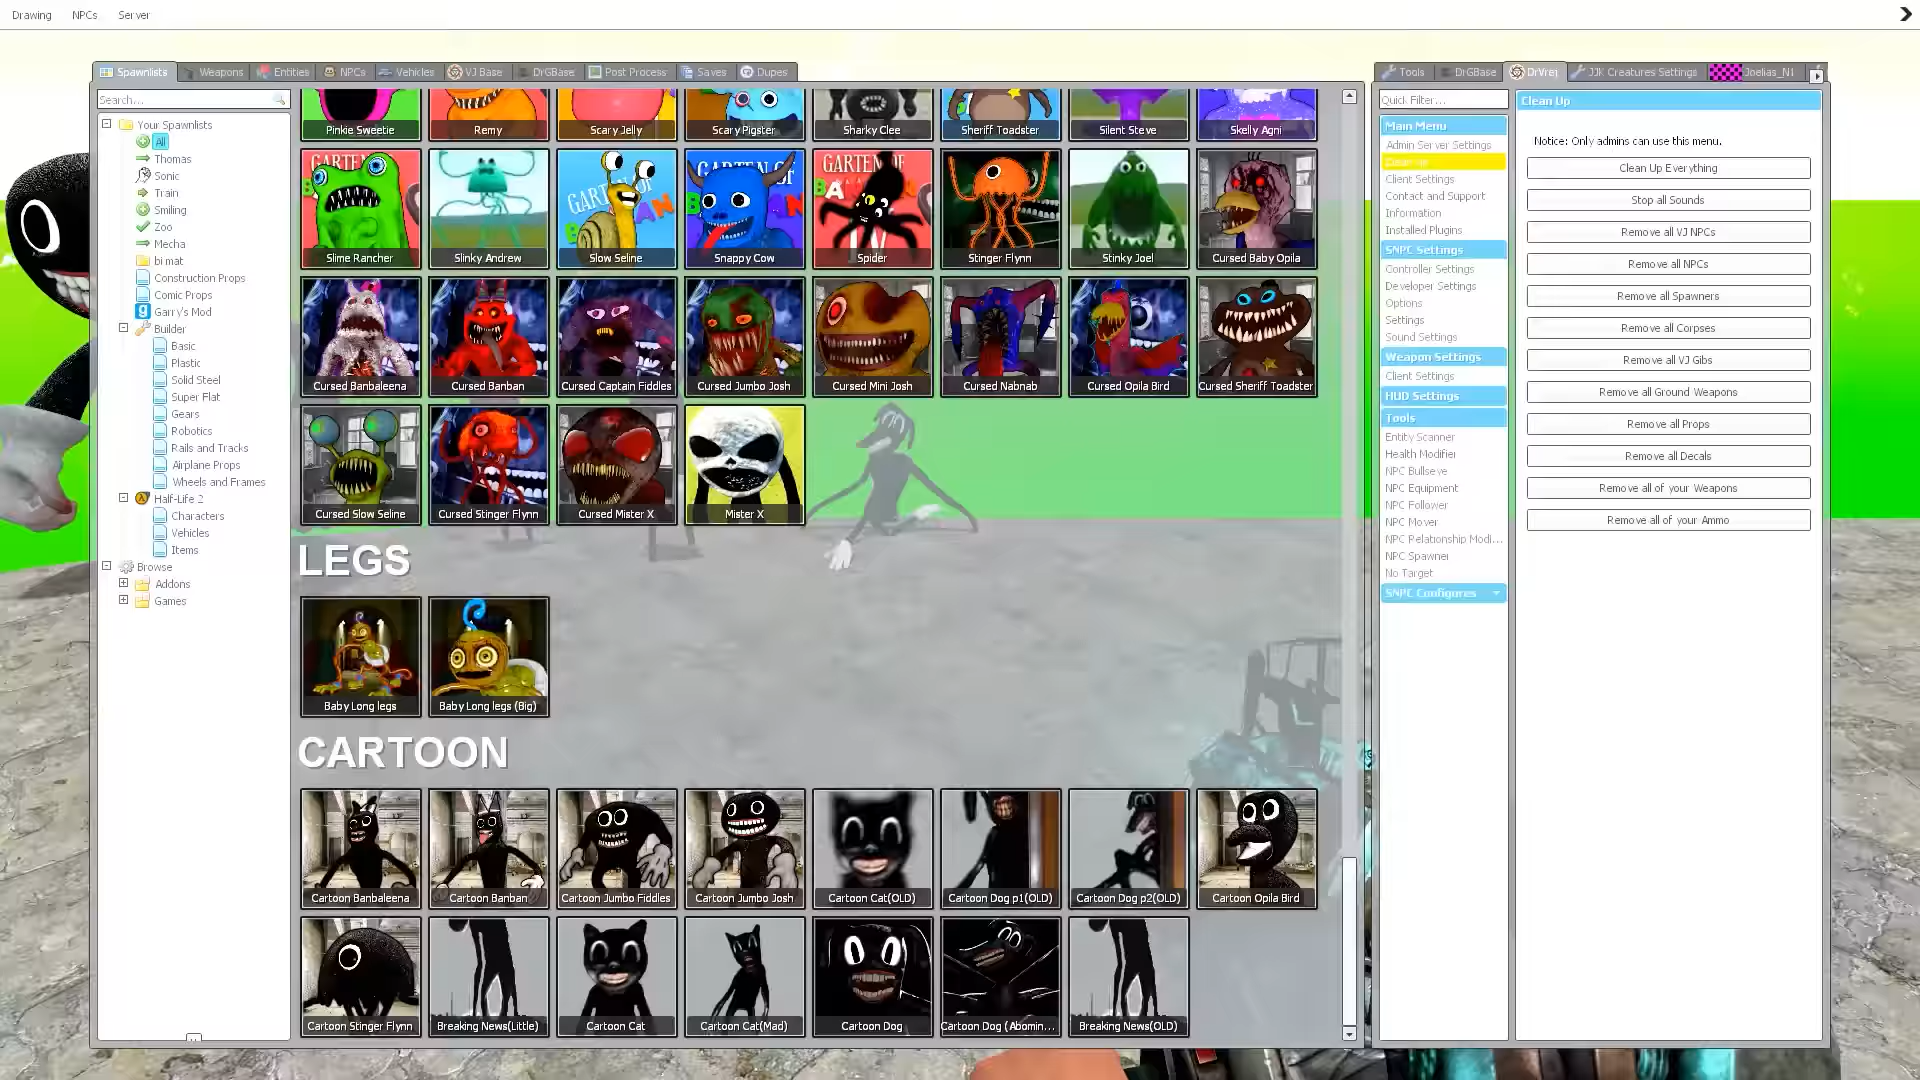 Drawing NPCs Server
Spawnlists Weapons Entities NPCs Vehicles VJ Base DrGBase Post Process Saves Dupes
Search...
Your Spawnlists
All
Thomas
Sonic
Train
Smiling
Zoo
Mecha
bi mat
Construction Props
Comic Props
Garry's Mod
Builder
Basic
Plastic
Solid Steel
Super Flat
Gears
Robotics
Rails and Tracks
Airplane Props
Wheels and Frames
Half-Life 2
Characters
Vehicles
Items
Browse
Addons
Games
Pinkie Sweetie Remy Scary Jelly Scary Pigster Sharky Clee Sheriff Toadster Silent Steve Skelly Agni
Slime Rancher Slinky Andrew Slow Seline Snappy Cow Spider Stinger Flynn Stinky Joel Cursed Baby Opila
Cursed Banbaleena Cursed Banban Cursed Captain Fiddles Cursed Jumbo Josh Cursed Mini Josh Cursed Nabnab Cursed Opila Bird Cursed Sheriff Toadster
Cursed Slow Seline Cursed Stinger Flynn Cursed Mister X Mister X
LEGS
Baby Long legs Baby Long legs (Big)
CARTOON
Cartoon Banbaleena Cartoon Banban Cartoon Jumbo Fiddles Cartoon Jumbo Josh Cartoon Cat(OLD) Cartoon Dog p1(OLD) Cartoon Dog p2(OLD) Cartoon Opila Bird
Cartoon Stinger Flynn Breaking News(Little) Cartoon Cat Cartoon Cat(Mad) Cartoon Dog Cartoon Dog (Abomin... Breaking News(OLD)
Tools DrGBase DrVrej JJK Creatures Settings Joelias_N1
Quick Filter...
Main Menu
Admin Server Settings
Clean Up
Client Settings
Contact and Support
Information
Installed Plugins
SNPC Settings
Controller Settings
Developer Settings
Options
Settings
Sound Settings
Weapon Settings
Client Settings
HUD Settings
Tools
Entity Scanner
Health Modifier
NPC Bullseye
NPC Equipment
NPC Follower
NPC Mover
NPC Relationship Modi...
NPC Spawner
No Target
SNPC Configures
Clean Up
Notice: Only admins can use this menu.
Clean Up Everything
Stop all Sounds
Remove all VJ NPCs
Remove all NPCs
Remove all Spawners
Remove all Corpses
Remove all VJ Gibs
Remove all Ground Weapons
Remove all Props
Remove all Decals
Remove all of your Weapons
Remove all of your Ammo